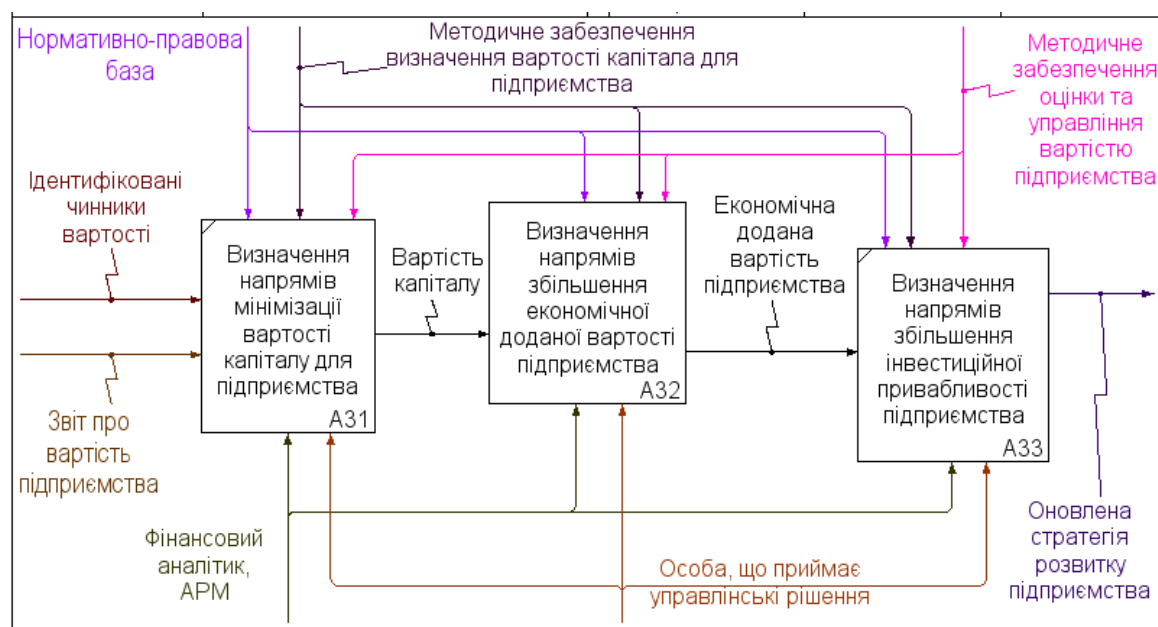 Нормативно-правова
база
Методичне забезпечення
визначення вартості капітала для
підприємства
Методичне
забезпечення
оцінки та
управління
вартістю
підприємства
Ідентифіковані
чинники
вартості
Визначення
напрямів
мінімізації
вартості
капіталу для
підприємства
А31
Вартість
капіталу
Визначення
напрямів
збільшення
економічної
доданої вартості
підприємства
А32
Економічна
додана
вартість
підприємства
Визначення
напрямів
збільшення
інвестиційної
привабливості
підприємства
А33
Звіт про
вартість
підприємства
Фінансовий
аналітик,
АРМ
Особа, що приймає
управлінські рішення
Оновлена
стратегія
розвитку
підприємства